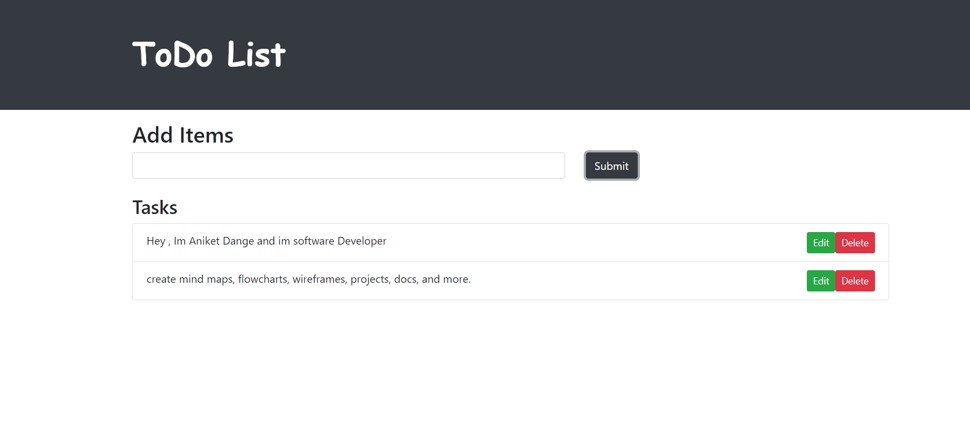 ToDo List
Add Items
Submit
Tasks
Hey , Im Aniket Dange and im software Developer Edit Delete
create mind maps, flowcharts, wireframes, projects, docs, and more. Edit Delete